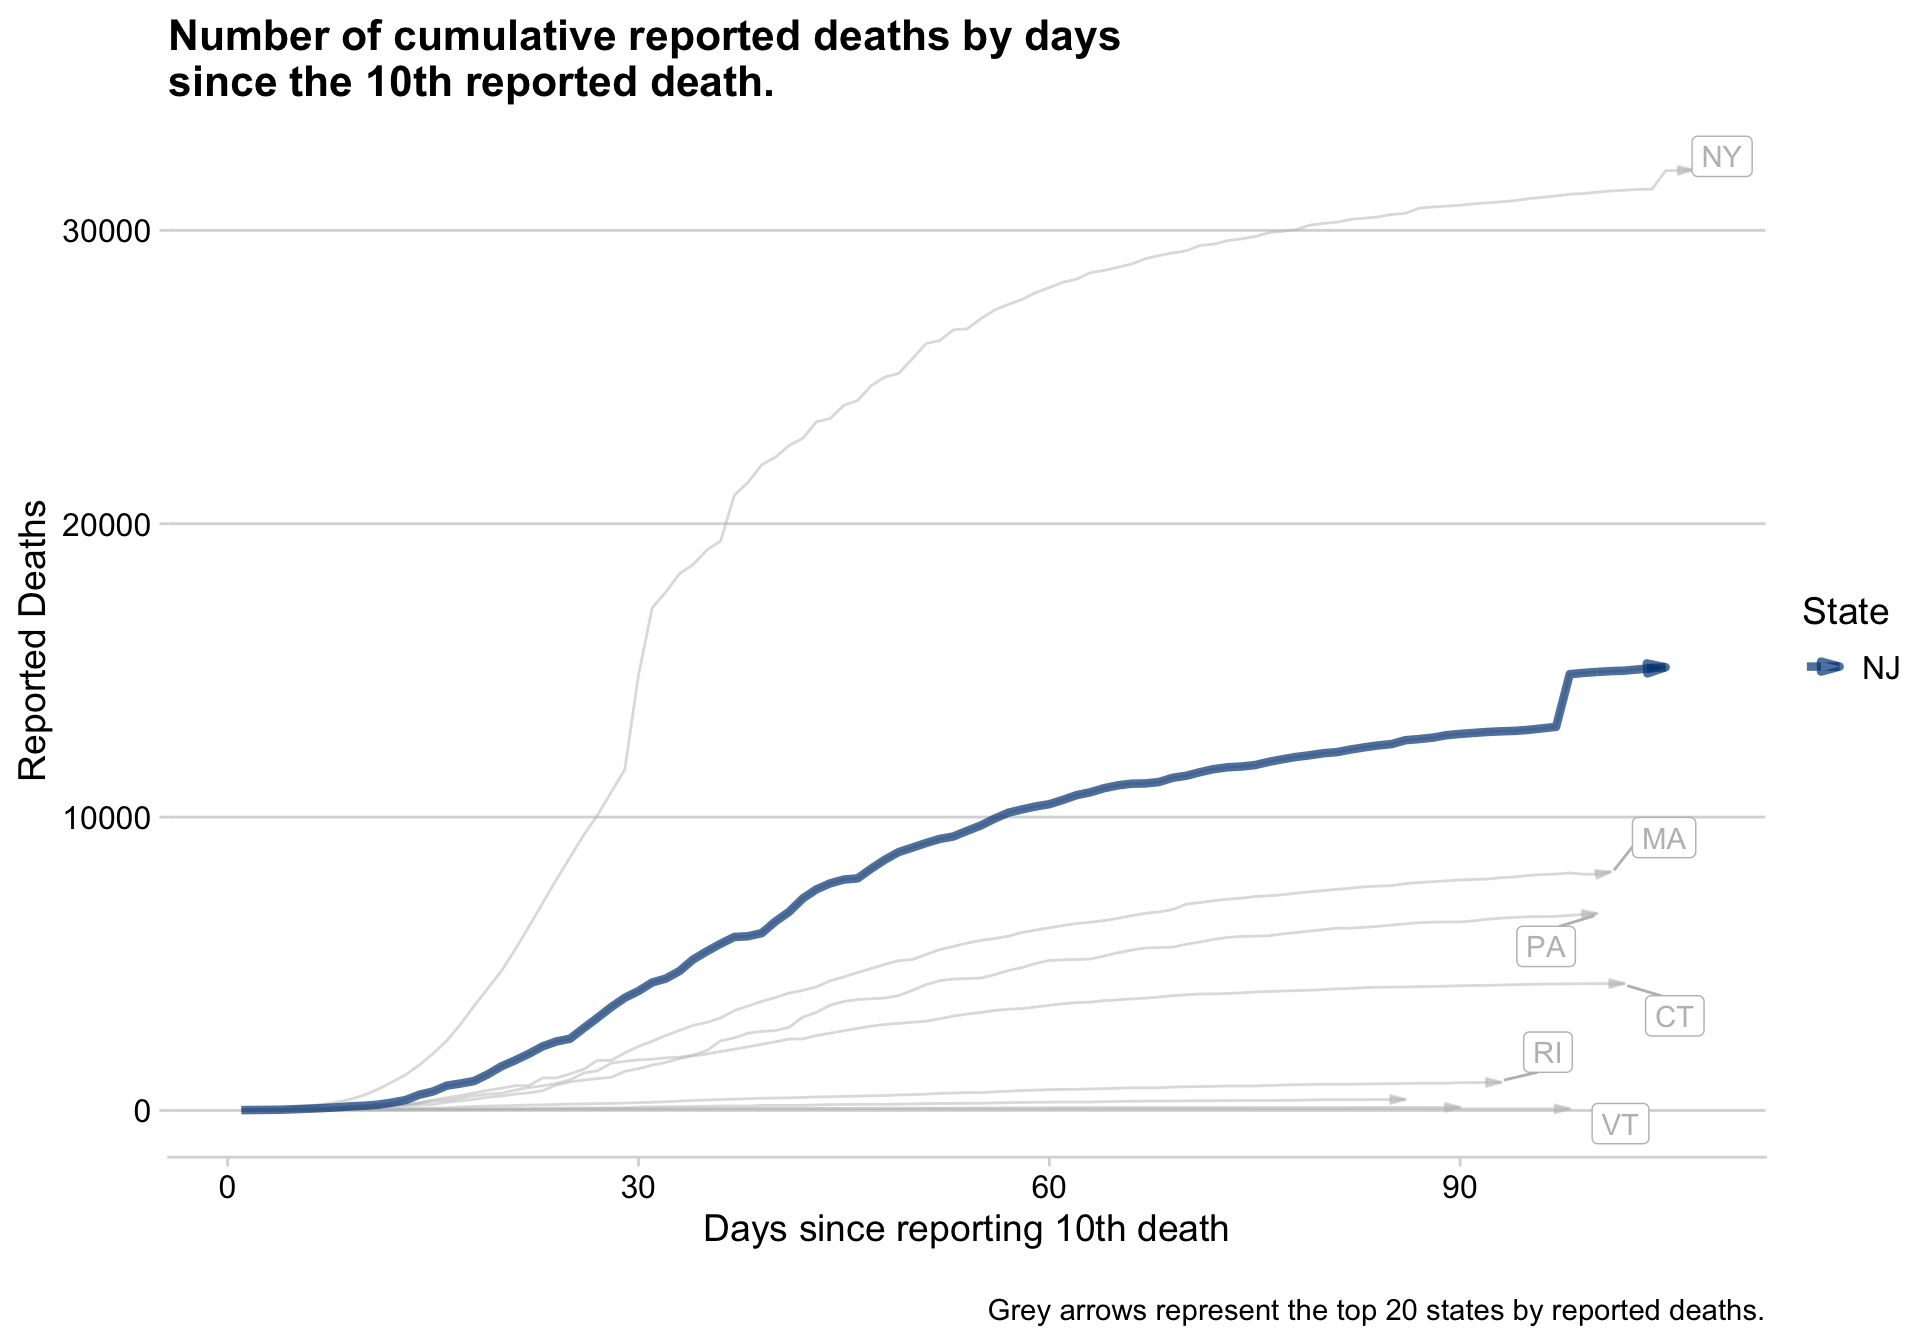 Number of cumulative reported deaths by days
since the 10th reported death.
NY
30000
20000
10000
0
Reported Deaths
State
NJ
MA
PA
CT
RI
VT
0
30
60
90
Days since reporting 10th death
Grey arrows represent the top 20 states by reported deaths.